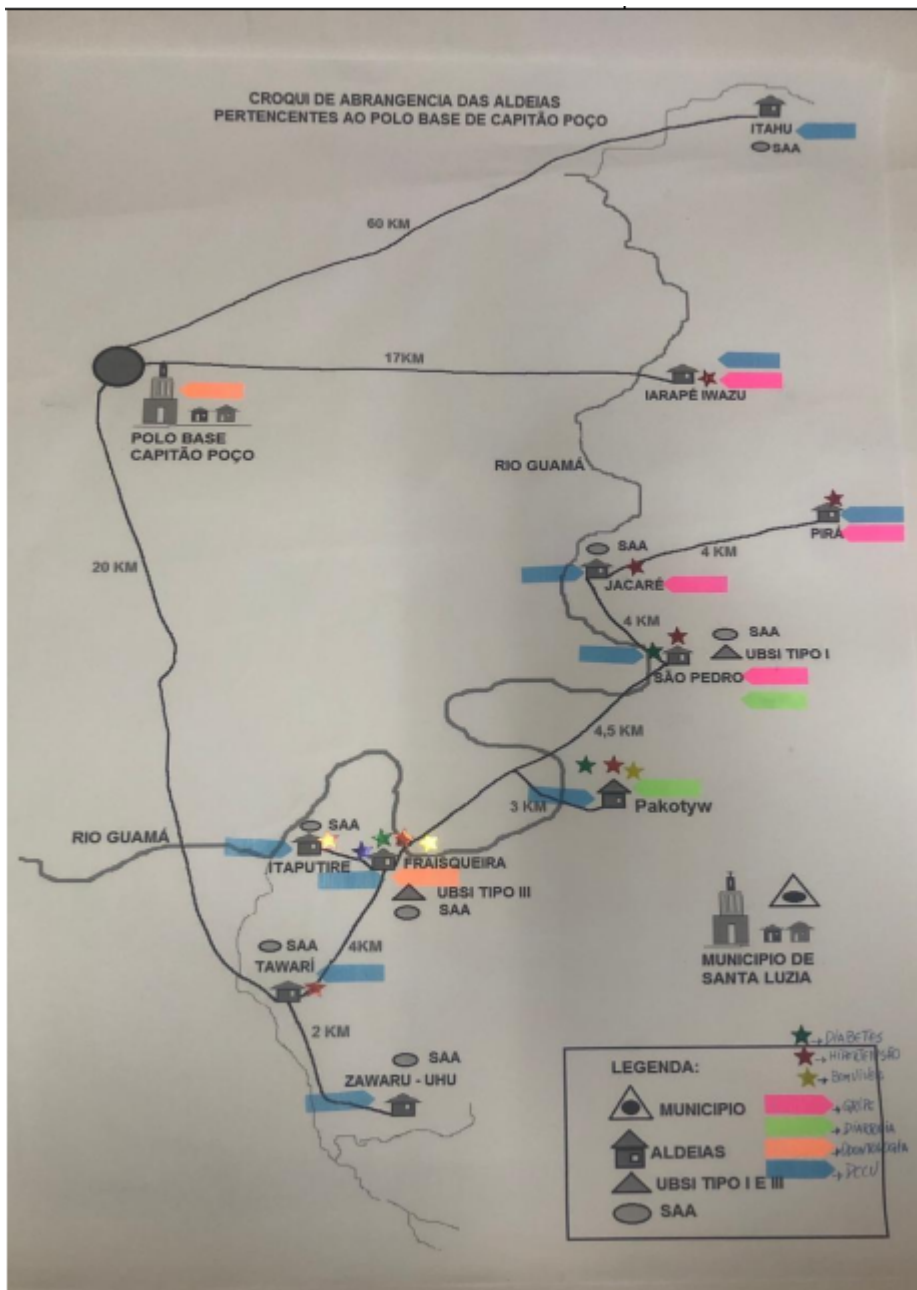 CROQUI DE ABRANGENCIA DAS ALDEIAS
PERTENCENTES AO POLO BASE DE CAPITÃO POÇO
ITAHU
SAA
60 KM
17KM
IARAPÉ IWAZU
POLO BASE
CAPITÃO POÇO
RIO GUAMÁ
PIRÁ
SAA
4 KM
20 KM
JACARÉ
4 KM
SAA
UBSI TIPO I
SÃO PEDRO
4,5 KM
3 KM
Pakotyw
RIO GUAMÁ
SAA
ITAPUTIRE
FRAISQUEIRA
UBSI TIPO III
SAA
SAA
4KM
TAWARÍ
MUNICIPIO DE
SANTA LUZIA
2 KM
SAA
ZAWARU - UHU
DIABETES
HIPERTENSÃO
LEGENDA:
MUNICIPIO
GRIPE
DIARREIA
ALDEIAS
ODONTOLOGIA
PCCU
UBSI TIPO I E III
SAA